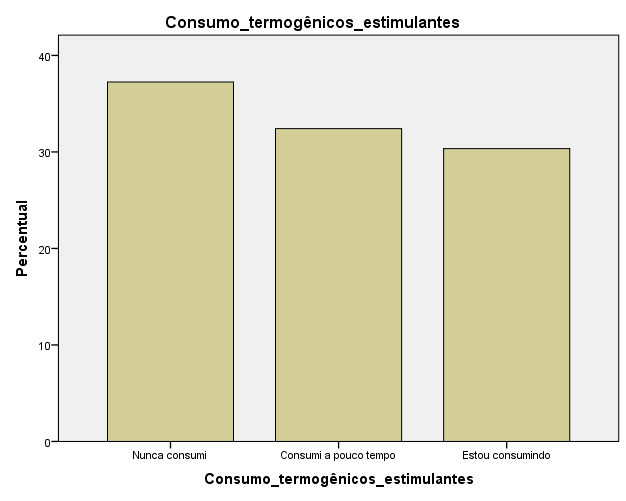 Consumo_termogênicos_estimulantes
40
30
20
10
0
Percentual
Nunca consumi
Consumi a pouco tempo
Estou consumindo
Consumo_termogênicos_estimulantes